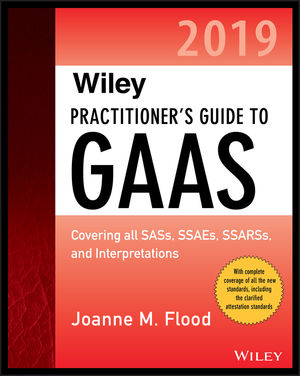 2019
Wiley
PRACTITIONER'S GUIDE TO
GAAS
Covering all SASs, SSAEs, SSARSs,
and Interpretations
With complete
coverage of all the new
standards, including
the clarified
attestation standards
Joanne M. Flood
WILEY